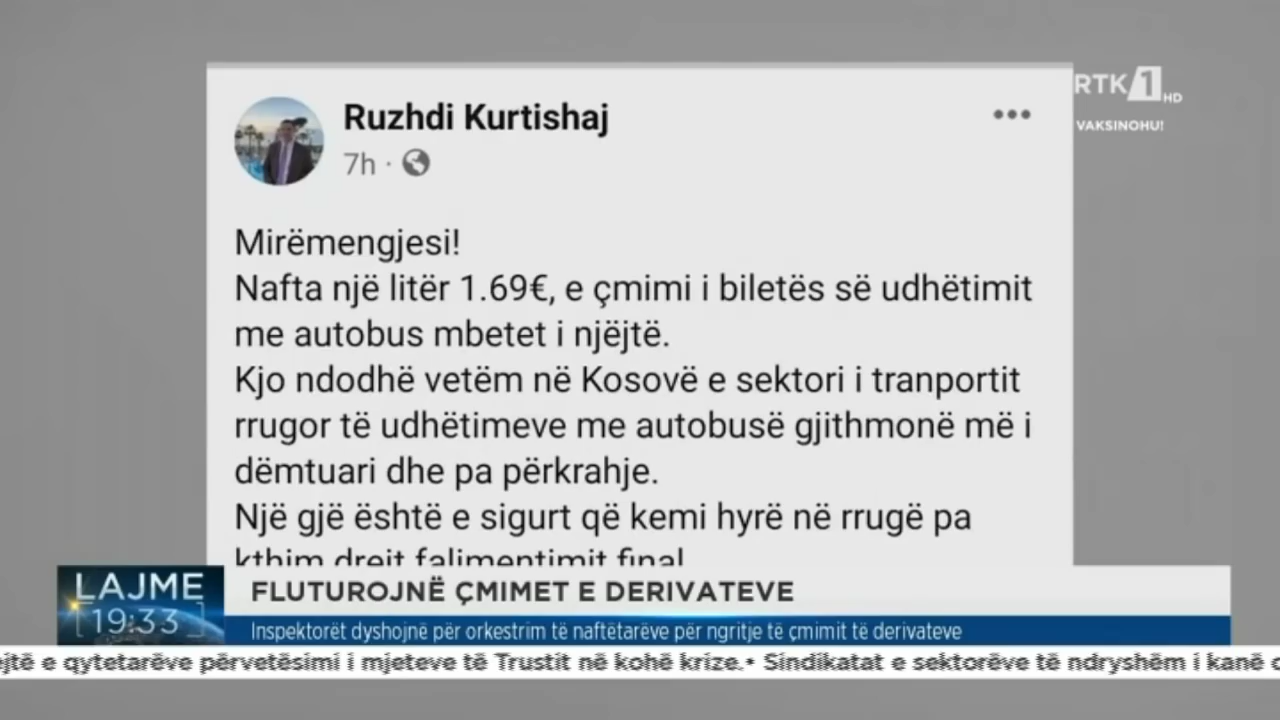 RTK 1 HD
VAKSINOHU!
Ruzhdi Kurtishaj
7h ·
Mirëmengjesi!
Nafta një litër 1.69€, e çmimi i biletës së udhëtimit
me autobus mbetet i njëjtë.
Kjo ndodhë vetëm në Kosovë e sektori i tranportit
rrugor të udhëtimeve me autobusë gjithmonë më i
dëmtuari dhe pa përkrahje.
Një gjë është e sigurt që kemi hyrë në rrugë pa
kthim drejt falimentimit final
LAJME
19:33
FLUTUROJNË ÇMIMET E DERIVATEVE
Inspektorët dyshojnë për orkestrim të naftëtarëve për ngritje të çmimit të derivateve
e qytetarëve përvetësimi i mjeteve të Trustit në kohë krize.• Sindikatat e sektorëve të ndryshëm i kanë